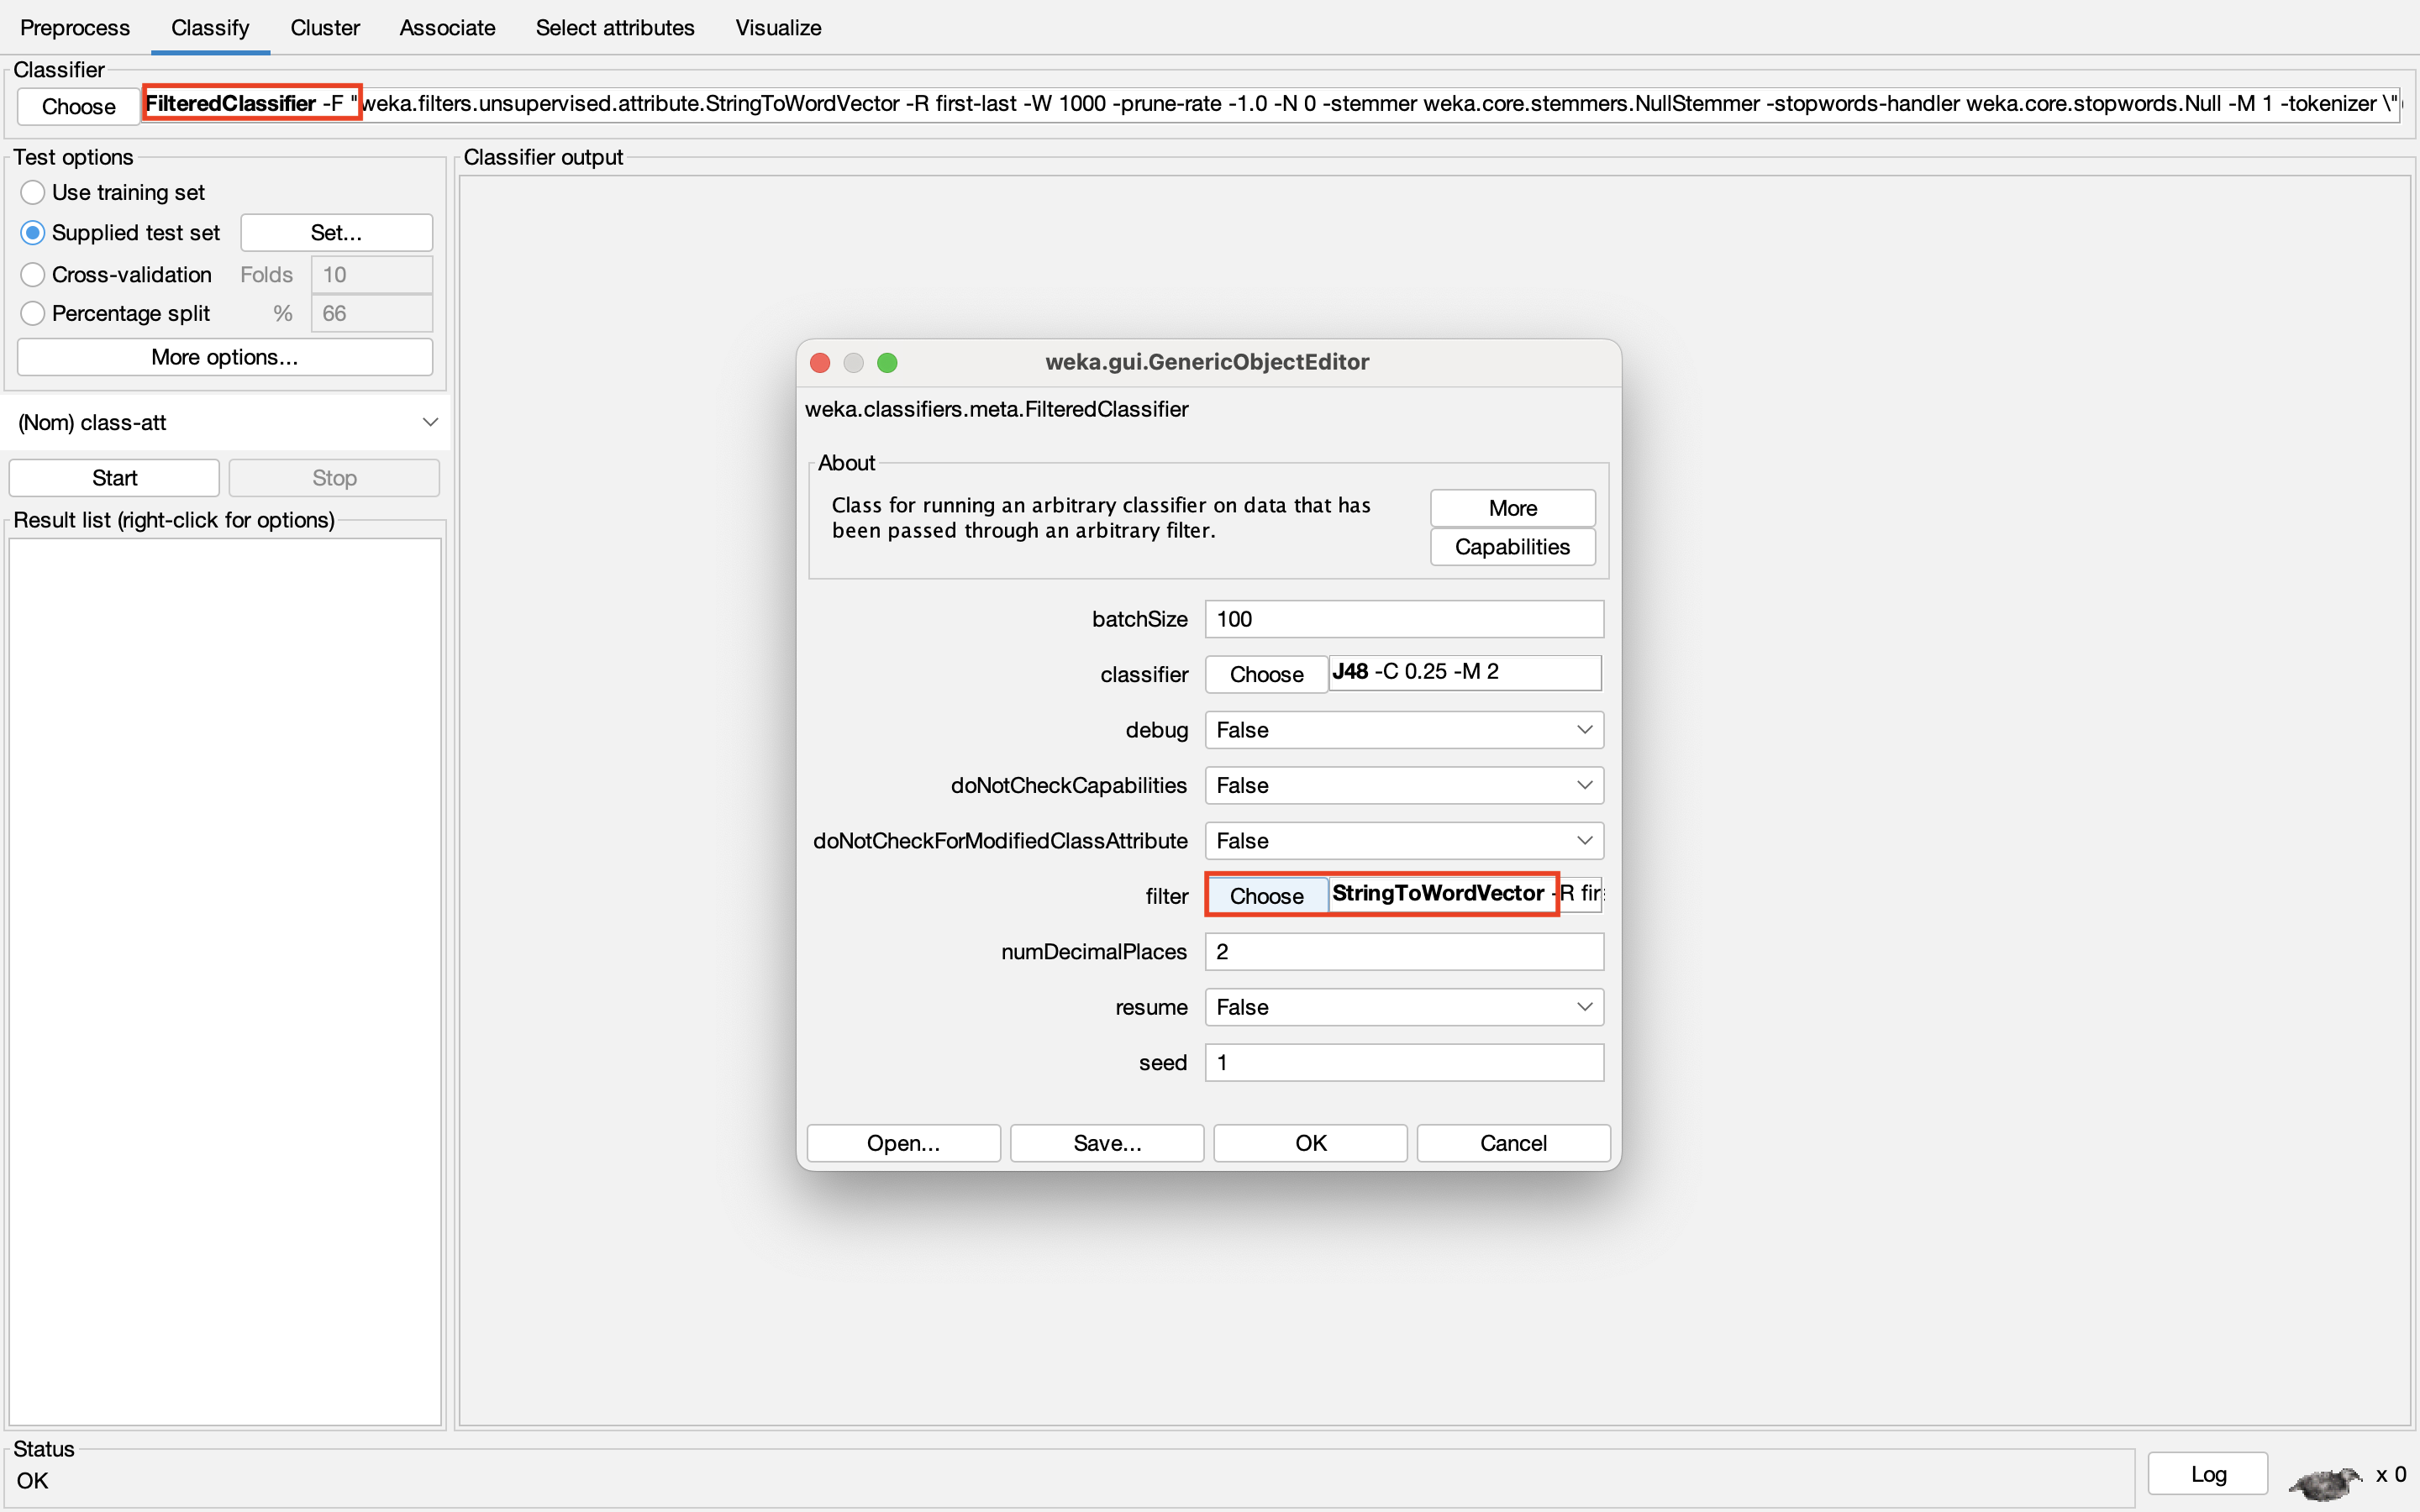 Preprocess Classify Cluster Associate Select attributes Visualize
Classifier
Choose FilteredClassifier -F "weka.filters.unsupervised.attribute.StringToWordVector -R first-last -W 1000 -prune-rate -1.0 -N 0 -stemmer weka.core.stemmers.NullStemmer -stopwords-handler weka.core.stopwords.Null -M 1 -tokenizer \"
Test options
Use training set
Supplied test set Set...
Cross-validation Folds 10
Percentage split % 66
More options...
(Nom) class-att
Start Stop
Result list (right-click for options)
Classifier output
weka.gui.GenericObjectEditor
weka.classifiers.meta.FilteredClassifier
About
Class for running an arbitrary classifier on data that has
been passed through an arbitrary filter.
More
Capabilities
batchSize 100
classifier Choose J48 -C 0.25 -M 2
debug False
doNotCheckCapabilities False
doNotCheckForModifiedClassAttribute False
filter Choose StringToWordVector -R fir
numDecimalPlaces 2
resume False
seed 1
Open... Save... OK Cancel
Status
OK
Log x 0